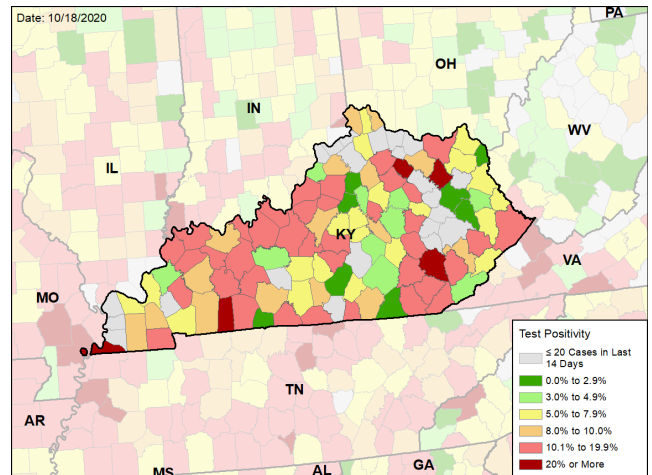 Date: 10/18/2020
PA
OH
IN
WV
IL
KY
VA
MO
TN
AR
MS
AL
GA
Test Positivity
≤ 20 Cases in Last
14 Days
0.0% to 2.9%
3.0% to 4.9%
5.0% to 7.9%
8.0% to 10.0%
10.1% to 19.9%
20% or More